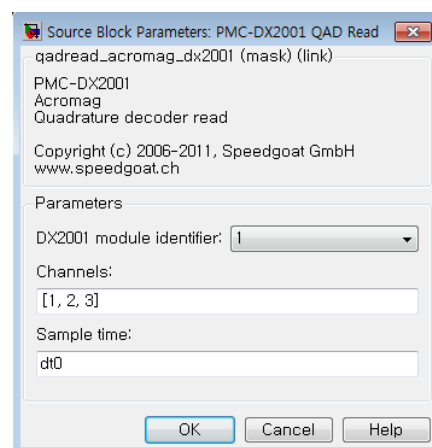 Source Block Parameters: PMC-DX2001 QAD Read
qadread_acromag_dx2001 (mask) (link)
PMC-DX2001
Acromag
Quadrature decoder read
Copyright (c) 2006-2011, Speedgoat GmbH
www.speedgoat.ch
Parameters
DX2001 module identifier: 1
Channels:
[1, 2, 3]
Sample time:
dt0
OK Cancel Help